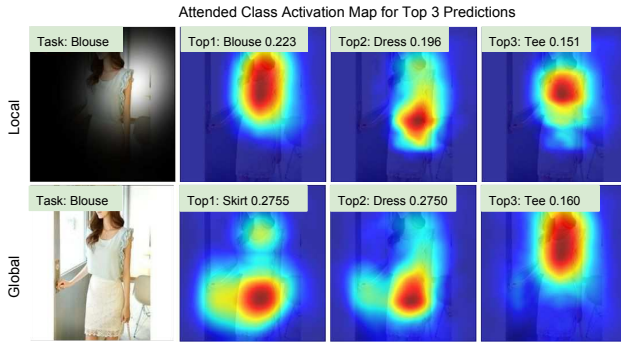 Attended Class Activation Map for Top 3 Predictions
Task: Blouse
Top1: Blouse 0.223
Top2: Dress 0.196
Top3: Tee 0.151
Local
Task: Blouse
Top1: Skirt 0.2755
Top2: Dress 0.2750
Top3: Tee 0.160
Global